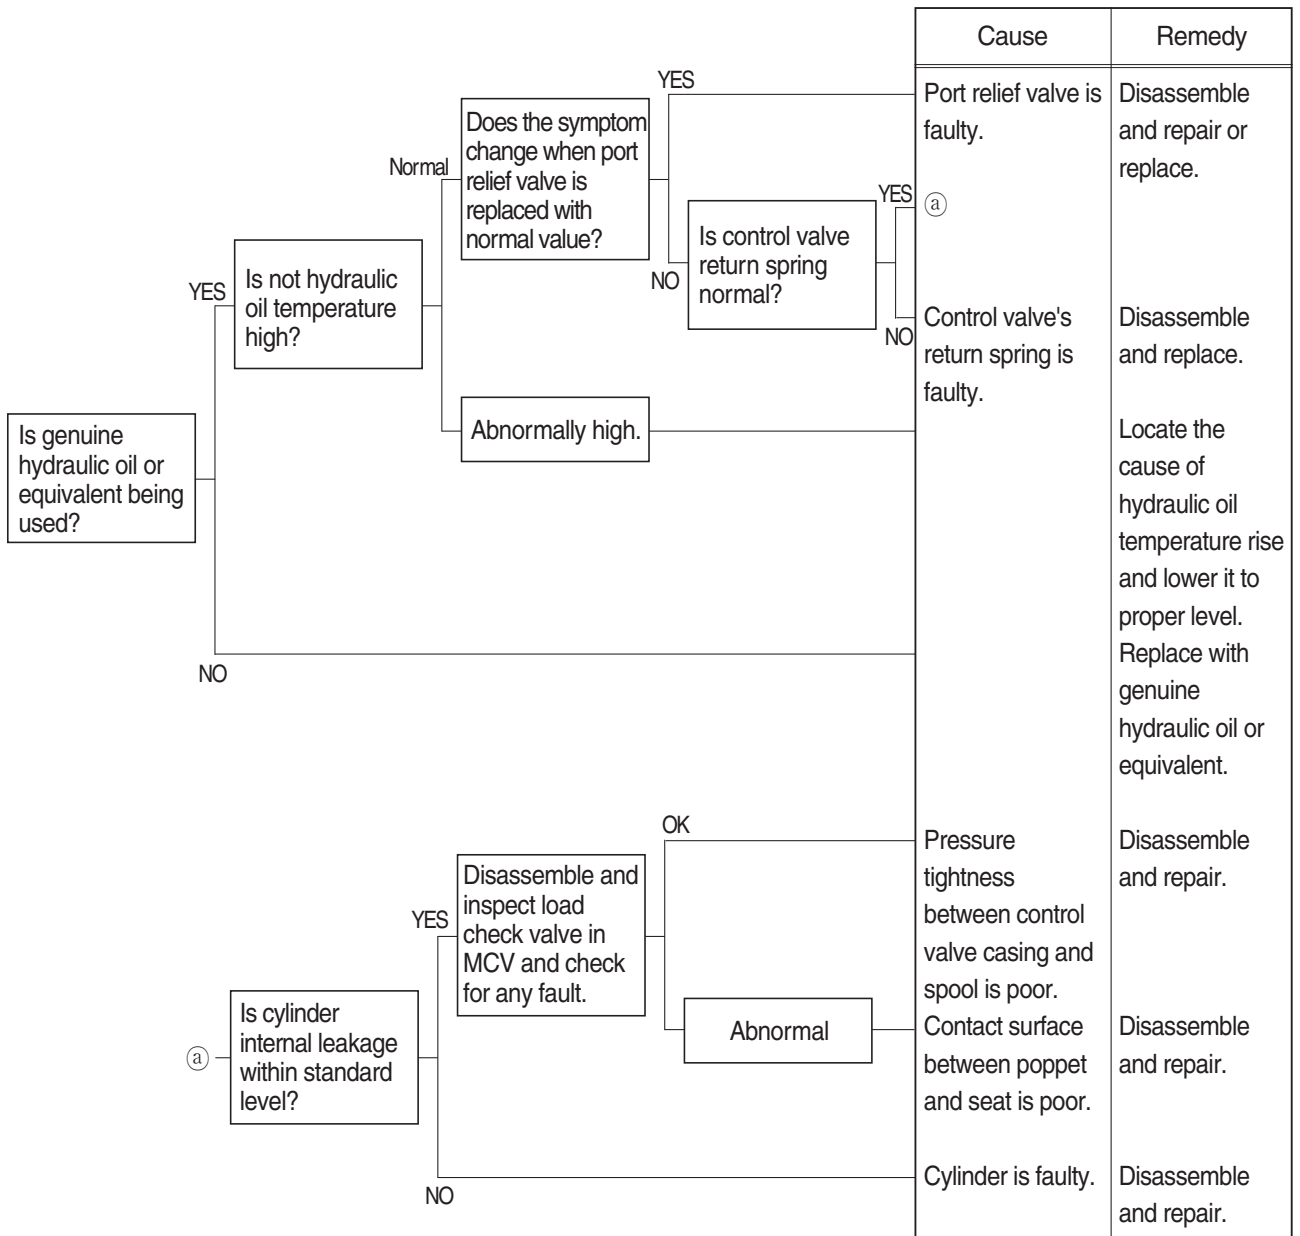 Cause
Remedy
YES
Port relief valve is
faulty.
Disassemble
and repair or
replace.
Does the symptom
change when port
relief valve is
replaced with
normal value?
Normal
YES
ⓐ
Is control valve
return spring
normal?
NO
Is not hydraulic
oil temperature
high?
YES
NO
Control valve's
return spring is
faulty.
Disassemble
and replace.
Abnormally high.
Locate the
cause of
hydraulic oil
temperature rise
and lower it to
proper level.
Is genuine
hydraulic oil or
equivalent being
used?
NO
Replace with
genuine
hydraulic oil or
equivalent.
OK
Pressure
tightness
between control
valve casing and
spool is poor.
Disassemble
and repair.
Disassemble and
inspect load
check valve in
MCV and check
for any fault.
YES
Abnormal
Contact surface
between poppet
and seat is poor.
Disassemble
and repair.
ⓐ
Is cylinder
internal leakage
within standard
level?
NO
Cylinder is faulty.
Disassemble
and repair.